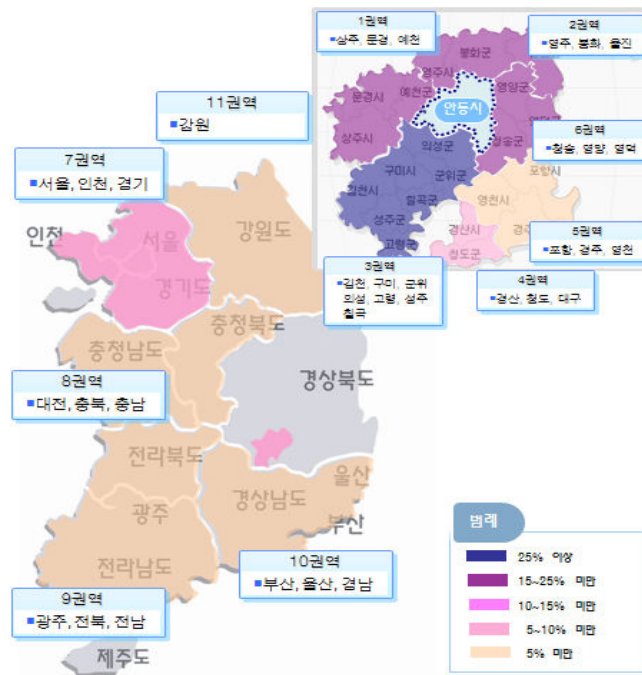 1권역
▪상주, 문경, 예천
2권역
▪영주, 봉화, 울진
봉화군
영주시
예천군
영양군
문경시
안동시
상주시
의성군
청송군
6권역
▪청송, 영양, 영덕
구미시
군위군
김천시
칠곡군
포항시
영천시
성주군
경산시
고령군
청도군
5권역
▪포항, 경주, 영천
3권역
▪김천, 구미, 군위
의성, 고령, 성주
칠곡
4권역
▪경산, 청도, 대구
11권역
▪강원
7권역
▪서울, 인천, 경기
인천
서울
강원도
경기도
충청북도
충청남도
경상북도
8권역
▪대전, 충북, 충남
전라북도
울산
경상남도
광주
부산
전라남도
10권역
▪부산, 울산, 경남
9권역
▪광주, 전북, 전남
제주도
범례
25% 이상
15~25% 미만
10~15% 미만
5~10% 미만
5% 미만